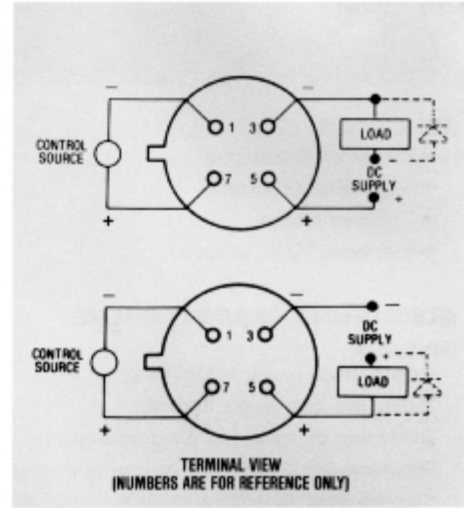 −
−
CONTROL
SOURCE
1 3
7 5
LOAD
−
DC
SUPPLY
+
+
+
−
−
CONTROL
SOURCE
1 3
7 5
DC
SUPPLY
+
LOAD
+
+
TERMINAL VIEW
(NUMBERS ARE FOR REFERENCE ONLY)